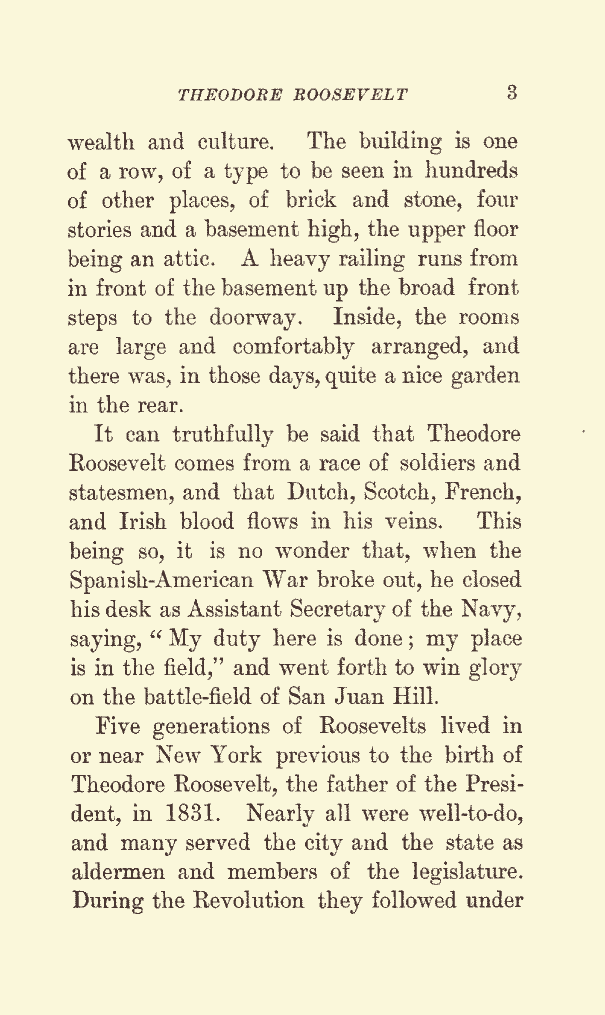 THEODORE ROOSEVELT 3
wealth and culture. The building is one
of a row, of a type to be seen in hundreds
of other places, of brick and stone, four
stories and a basement high, the upper floor
being an attic. A heavy railing runs from
in front of the basement up the broad front
steps to the doorway. Inside, the rooms
are large and comfortably arranged, and
there was, in those days, quite a nice garden
in the rear.
It can truthfully be said that Theodore
Roosevelt comes from a race of soldiers and
statesmen, and that Dutch, Scotch, French,
and Irish blood flows in his veins. This
being so, it is no wonder that, when the
Spanish-American War broke out, he closed
his desk as Assistant Secretary of the Navy,
saying, “ My duty here is done; my place
is in the field,” and went forth to win glory
on the battle-field of San Juan Hill.
Five generations of Roosevelts lived in
or near New York previous to the birth of
Theodore Roosevelt, the father of the Presi-
dent, in 1831. Nearly all were well-to-do,
and many served the city and the state as
aldermen and members of the legislature.
During the Revolution they followed under